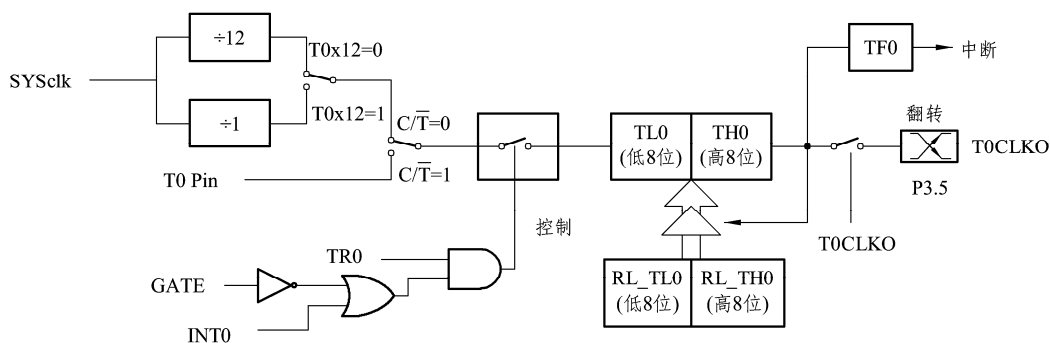 ÷12
T0x12=0
SYSclk
÷1
T0x12=1
C/T̅=0
C/T̅=1
T0 Pin
TL0
(低8位)
TH0
(高8位)
TF0
中断
翻转
T0CLKO
P3.5
T0CLKO
控制
TR0
GATE
INT0
RL_TL0
(低8位)
RL_TH0
(高8位)